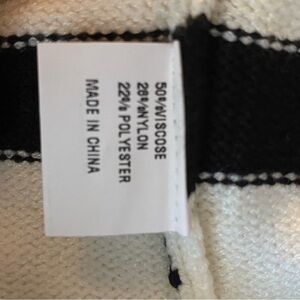 50%VISCOSE
28%NYLON
22% POLYESTER
MADE IN CHINA